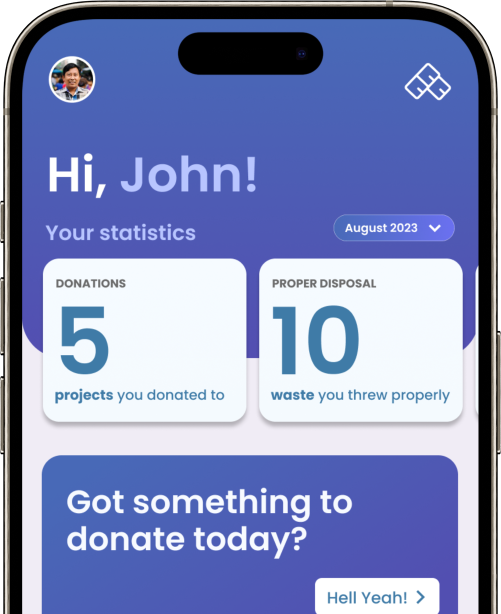 Hi, John!
Your statistics
August 2023
DONATIONS
5
projects you donated to
PROPER DISPOSAL
10
waste you threw properly
Got something to
donate today?
Hell Yeah!